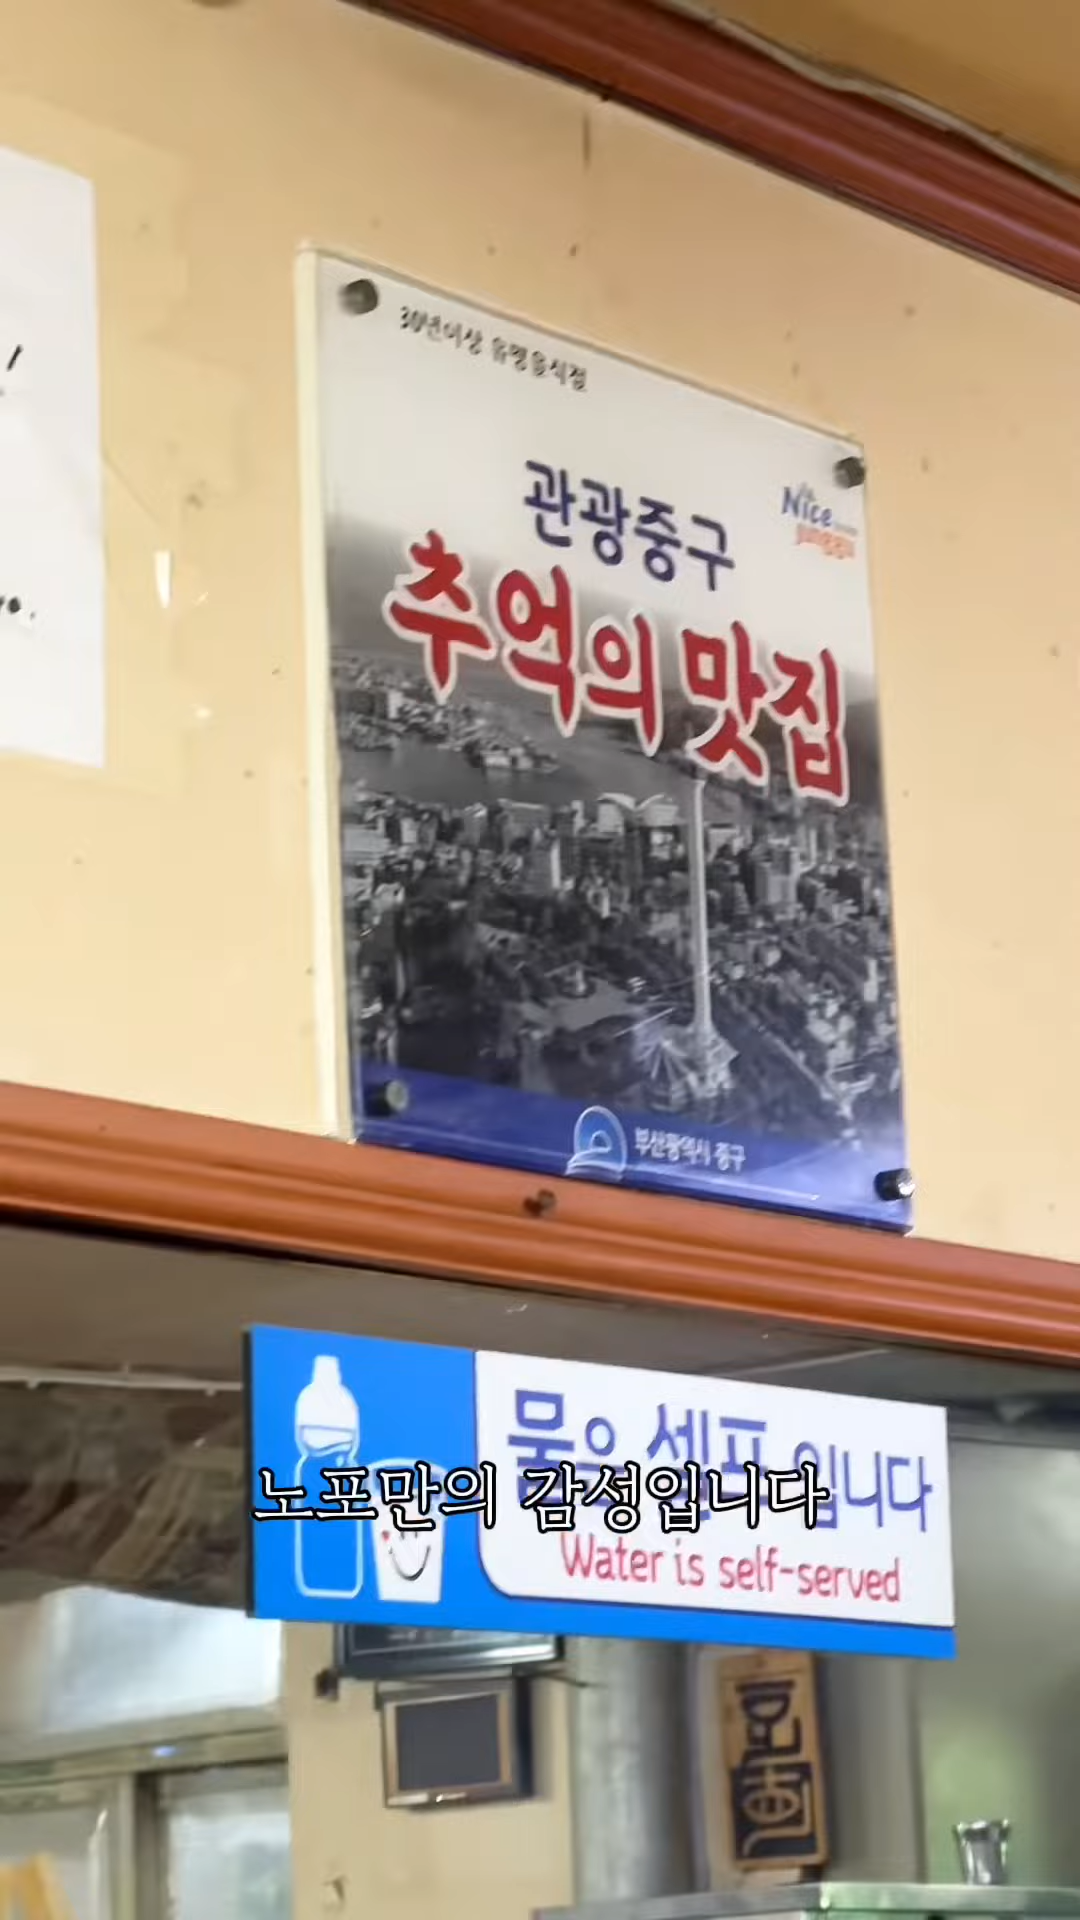 30년이상 유명음식점
관광중구
Nice
추억의 맛집
부산광역시 중구
물은 셀프입니다
노포만의 감성입니다
Water is self-served